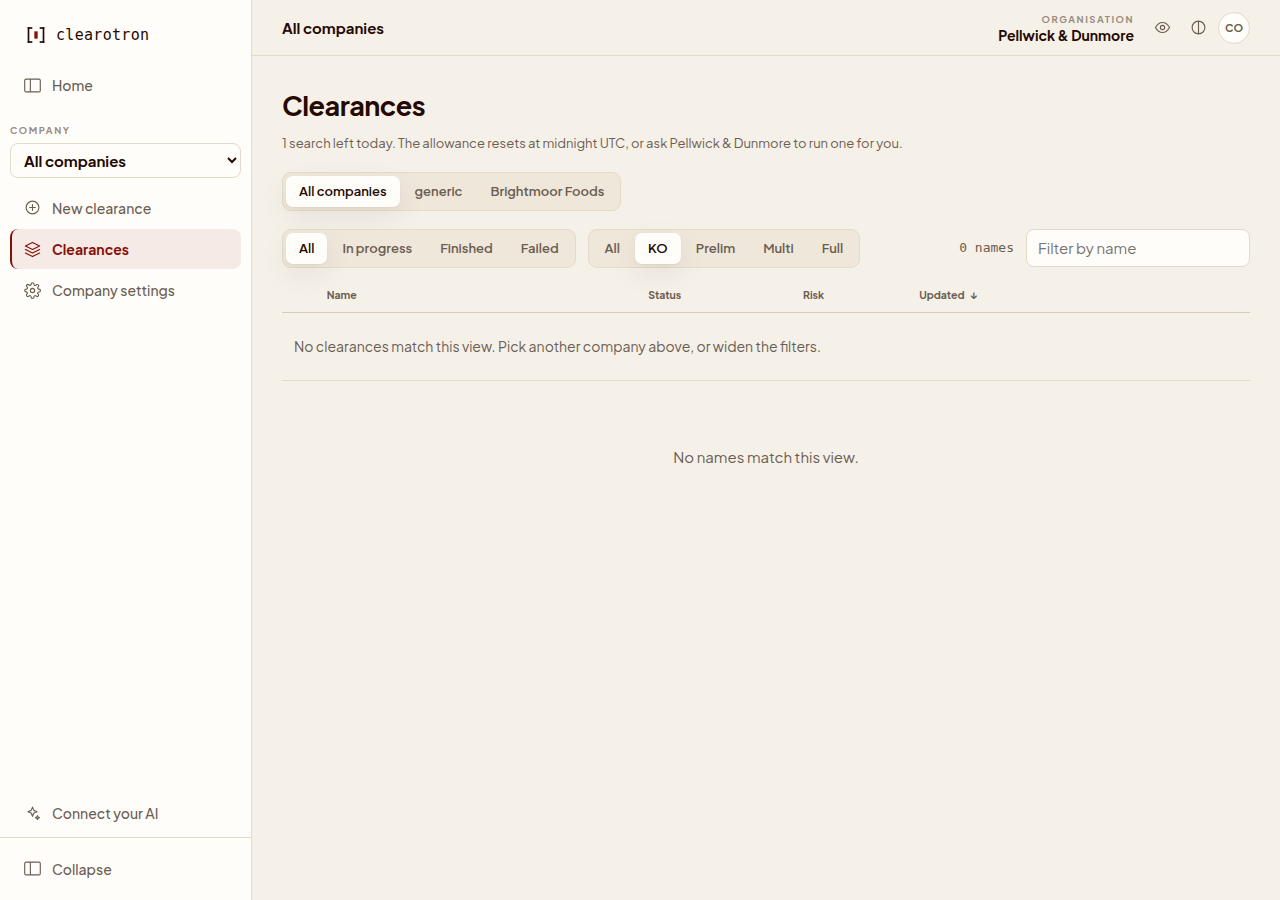 clearotron
Home
COMPANY
All companies
New clearance
Clearances
Company settings
Connect your AI
Collapse
All companies
ORGANISATION
Pellwick & Dunmore
CO
Clearances
1 search left today. The allowance resets at midnight UTC, or ask Pellwick & Dunmore to run one for you.
All companies generic Brightmoor Foods
All In progress Finished Failed All KO Prelim Multi Full 0 names Filter by name
Name Status Risk Updated ↓
No clearances match this view. Pick another company above, or widen the filters.
No names match this view.